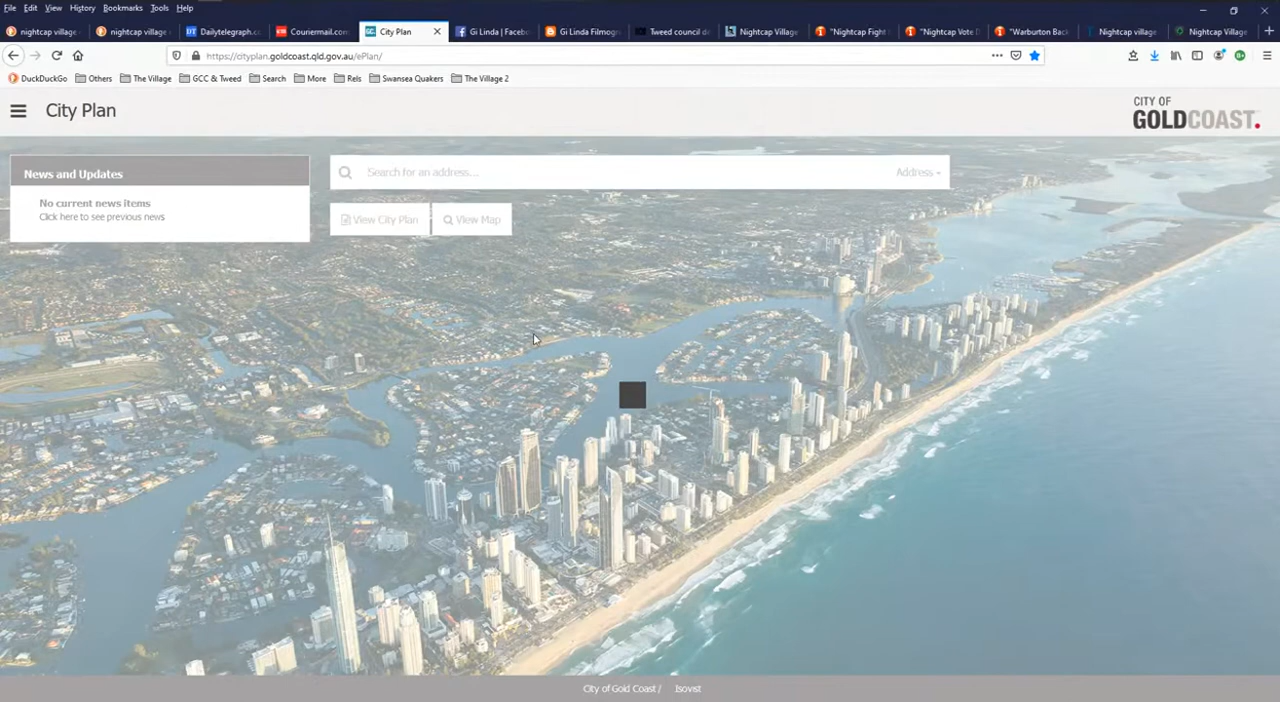 File Edit View History Bookmarks Tools Help
nightcap village
nightcap village
Dailytelegraph.co
Couriermail.com
City Plan
Gi Linda | Facebo
Gi Linda Filmogr
Tweed council de
Nightcap Village
"Nightcap Fight
"Nightcap Vote D
"Warburton Back
Nightcap village
Nightcap Village
https://cityplan.goldcoast.qld.gov.au/ePlan/
DuckDuckGo Others The Village GCC & Tweed Search More Rels Swansea Quakers The Village 2
City Plan
CITY OF
GOLDCOAST.
News and Updates
No current news items
Click here to see previous news
Search for an address...
Address
View City Plan
View Map
City of Gold Coast / Isovist